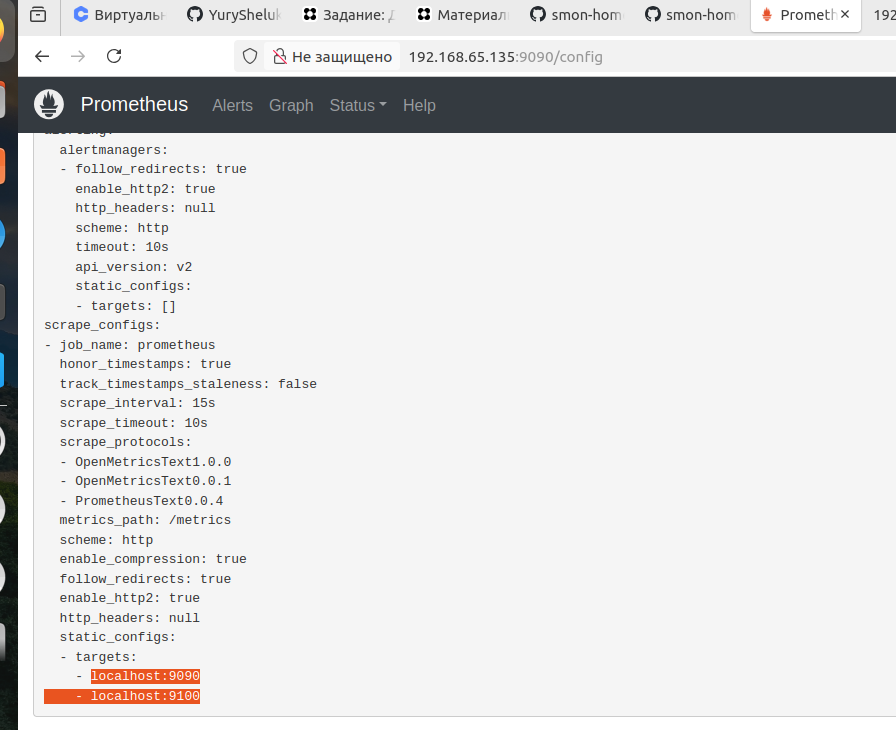 Виртуаль
YuryShelu
Задание: Д
Материал
smon-hom
smon-hom
Prometh
192
Не защищено
192.168.65.135:9090/config
Prometheus
Alerts
Graph
Status
Help
alerting:
alertmanagers:
- follow_redirects: true
enable_http2: true
http_headers: null
scheme: http
timeout: 10s
api_version: v2
static_configs:
- targets: []
scrape_configs:
- job_name: prometheus
honor_timestamps: true
track_timestamps_staleness: false
scrape_interval: 15s
scrape_timeout: 10s
scrape_protocols:
- OpenMetricsText1.0.0
- OpenMetricsText0.0.1
- PrometheusText0.0.4
metrics_path: /metrics
scheme: http
enable_compression: true
follow_redirects: true
enable_http2: true
http_headers: null
static_configs:
- targets:
- localhost:9090
- localhost:9100